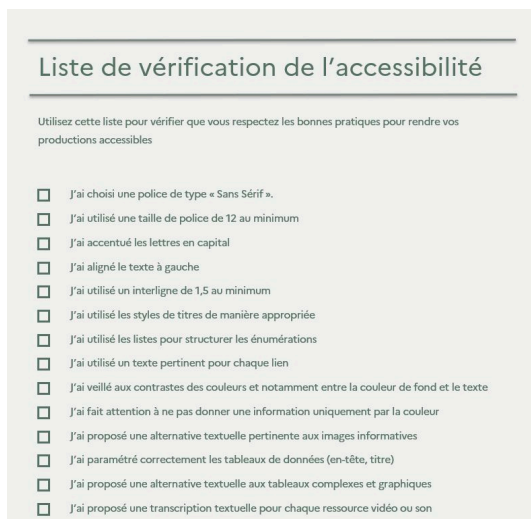 Liste de vérification de l'accessibilité
Utilisez cette liste pour vérifier que vous respectez les bonnes pratiques pour rendre vos
productions accessibles
J'ai choisi une police de type « Sans Sérif ».
J'ai utilisé une taille de police de 12 au minimum
J'ai accentué les lettres en capital
J'ai aligné le texte à gauche
J'ai utilisé un interligne de 1,5 au minimum
J'ai utilisé les styles de titres de manière appropriée
J'ai utilisé les listes pour structurer les énumérations
J'ai utilisé un texte pertinent pour chaque lien
J'ai veillé aux contrastes des couleurs et notamment entre la couleur de fond et le texte
J'ai fait attention à ne pas donner une information uniquement par la couleur
J'ai proposé une alternative textuelle pertinente aux images informatives
J'ai paramétré correctement les tableaux de données (en-tête, titre)
J'ai proposé une alternative textuelle aux tableaux complexes et graphiques
J'ai proposé une transcription textuelle pour chaque ressource vidéo ou son